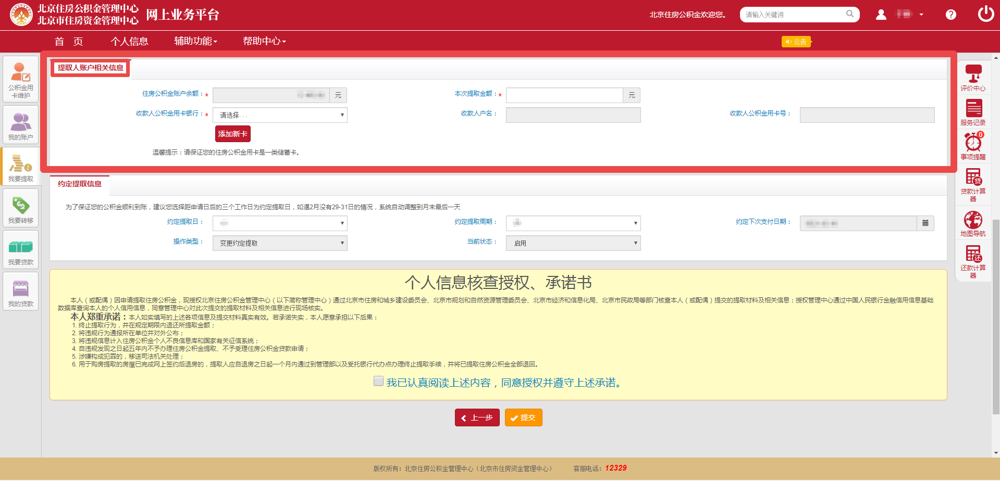 北京住房公积金管理中心
北京市住房资金管理中心
网上业务平台
北京住房公积金欢迎您。
请输入关键词
首 页
个人信息
辅助功能
帮助中心
公告
公积金用
卡维护
我的账户
我要提取
我要转移
我要贷款
我的贷款
提取人账户相关信息
住房公积金账户余额：* 元
本次提取金额：* 元
收款人公积金用卡银行：* 请选择...
收款人户名：
收款人公积金用卡号：
添加新卡
温馨提示：请保证您的住房公积金用卡是一类储蓄卡。
约定提取信息
为了保证您的公积金顺利到账，建议您选择距申请日后的三个工作日为约定提取日，如遇2月没有29-31日的情况，系统自动调整到月末最后一天
约定提取日：
约定提取周期：
约定下次支付日期：
操作类型： 变更约定提取
当前状态： 启用
个人信息核查授权、承诺书
本人（或配偶）因申请提取住房公积金，现授权北京住房公积金管理中心（以下简称管理中心）通过北京市住房和城乡建设委员会、北京市规划和自然资源管理委员会、北京市经济和信息化局、北京市民政局等部门核查本人（或配偶）提交的提取材料及相关信息；授权管理中心通过中国人民银行金融信用信息基础
数据库查询本人的个人信用信息，同意管理中心对此次提交的提取材料及相关信息进行现场核实。
本人郑重承诺：本人如实填写的上述各项信息及提交材料真实有效。若承诺失实，本人愿意承担以下后果：
1. 终止提取行为，并在规定期限内退还所提取金额；
2. 将违规行为通报所在单位并对外公布；
3. 将违规信息计入住房公积金个人不良信息库和国家有关征信系统；
4. 自违规发现之日起五年内不予办理住房公积金提取、不予受理住房公积金贷款申请；
5. 涉嫌构成犯罪的，移送司法机关处理；
6. 用于购房提取的房屋已完成网上签约后退房的，提取人应自退房之日起一个月内通过到管理部以及受托银行代办点办理终止提取手续，并将已提取住房公积金全部退回。
我已认真阅读上述内容，同意授权并遵守上述承诺。
上一步
提交
评价中心
服务记录
0
事项提醒
贷
贷款计算
器
地图导航
还
还款计算
器
版权所有：北京住房公积金管理中心（北京市住房资金管理中心） 客服电话：12329